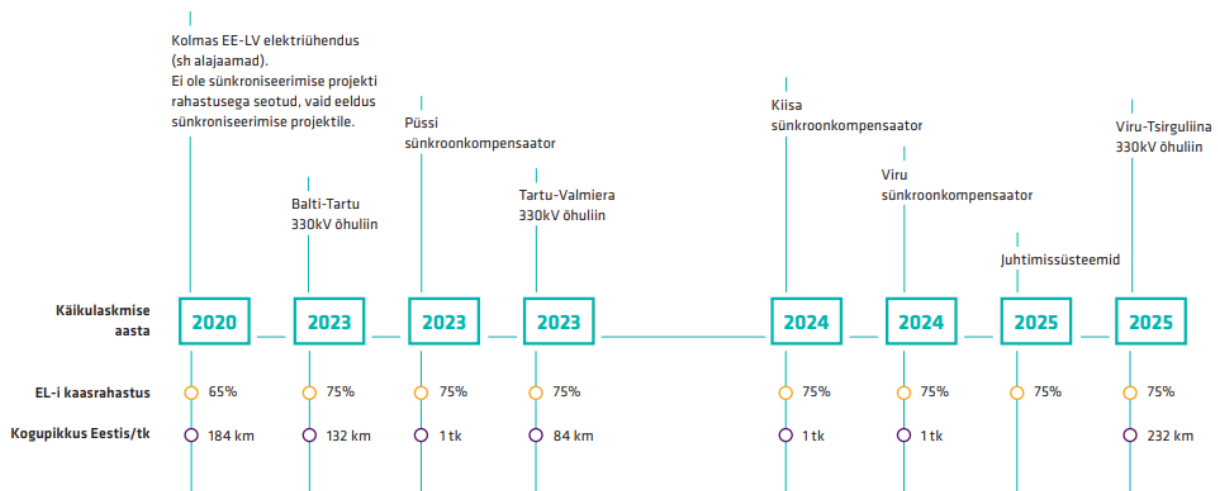 Kolmas EE-LV elektriühendus
(sh alajaamad).
Ei ole sünkroniseerimise projekti
rahastusega seotud, vaid eeldus
sünkroniseerimise projektile.
Balti-Tartu
330kV õhuliin
Püssi
sünkroonkompensaator
Tartu-Valmiera
330kV õhuliin
Kiisa
sünkroonkompensaator
Viru
sünkroonkompensaator
Juhtimissüsteemid
Viru-Tsirguliina
330kV õhuliin
Käikulaskmise
aasta
2020
2023
2023
2023
2024
2024
2025
2025
EL-i kaasrahastus
65%
75%
75%
75%
75%
75%
75%
75%
Kogupikkus Eestis/tk
184 km
132 km
1 tk
84 km
1 tk
1 tk
232 km